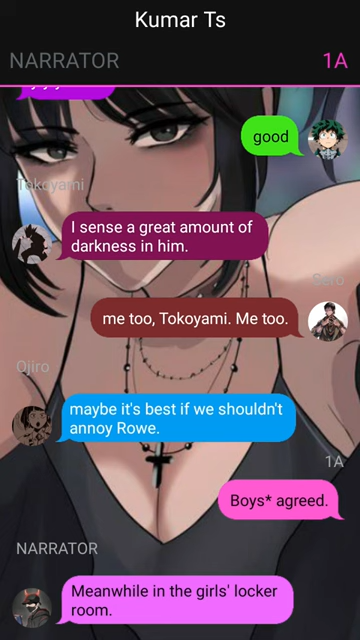 Kumar Ts
NARRATOR 1A
good
Tokoyami
I sense a great amount of
darkness in him.
Sero
me too, Tokoyami. Me too.
Ojiro
maybe it's best if we shouldn't
annoy Rowe.
1A
Boys* agreed.
NARRATOR
Meanwhile in the girls' locker
room.